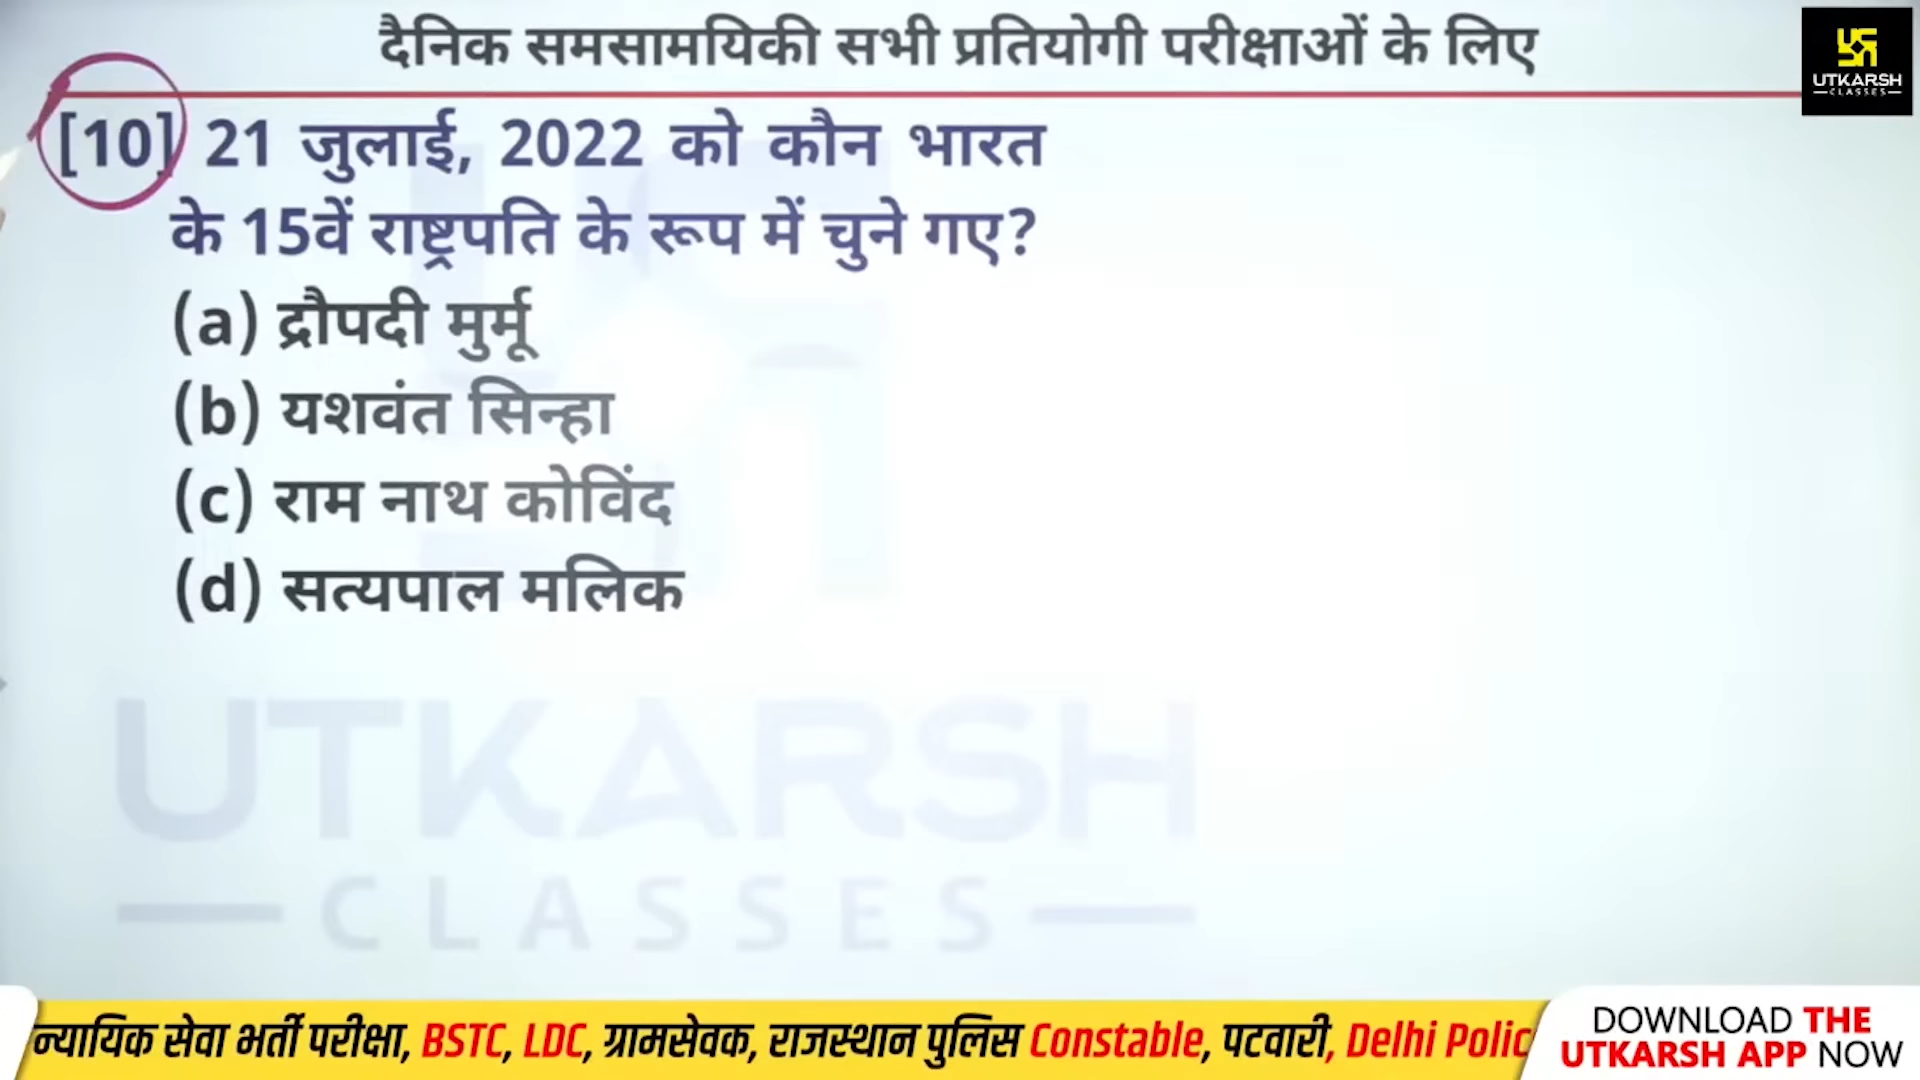 दैनिक समसामयिकी सभी प्रतियोगी परीक्षाओं के लिए
UTKARSH
CLASSES
[10] 21 जुलाई, 2022 को कौन भारत
के 15वें राष्ट्रपति के रूप में चुने गए?
(a) द्रौपदी मुर्मू
(b) यशवंत सिन्हा
(c) राम नाथ कोविंद
(d) सत्यपाल मलिक
UTKARSH
CLASSES
न्यायिक सेवा भर्ती परीक्षा, BSTC, LDC, ग्रामसेवक, राजस्थान पुलिस Constable, पटवारी, Delhi Polic
DOWNLOAD THE
UTKARSH APP NOW